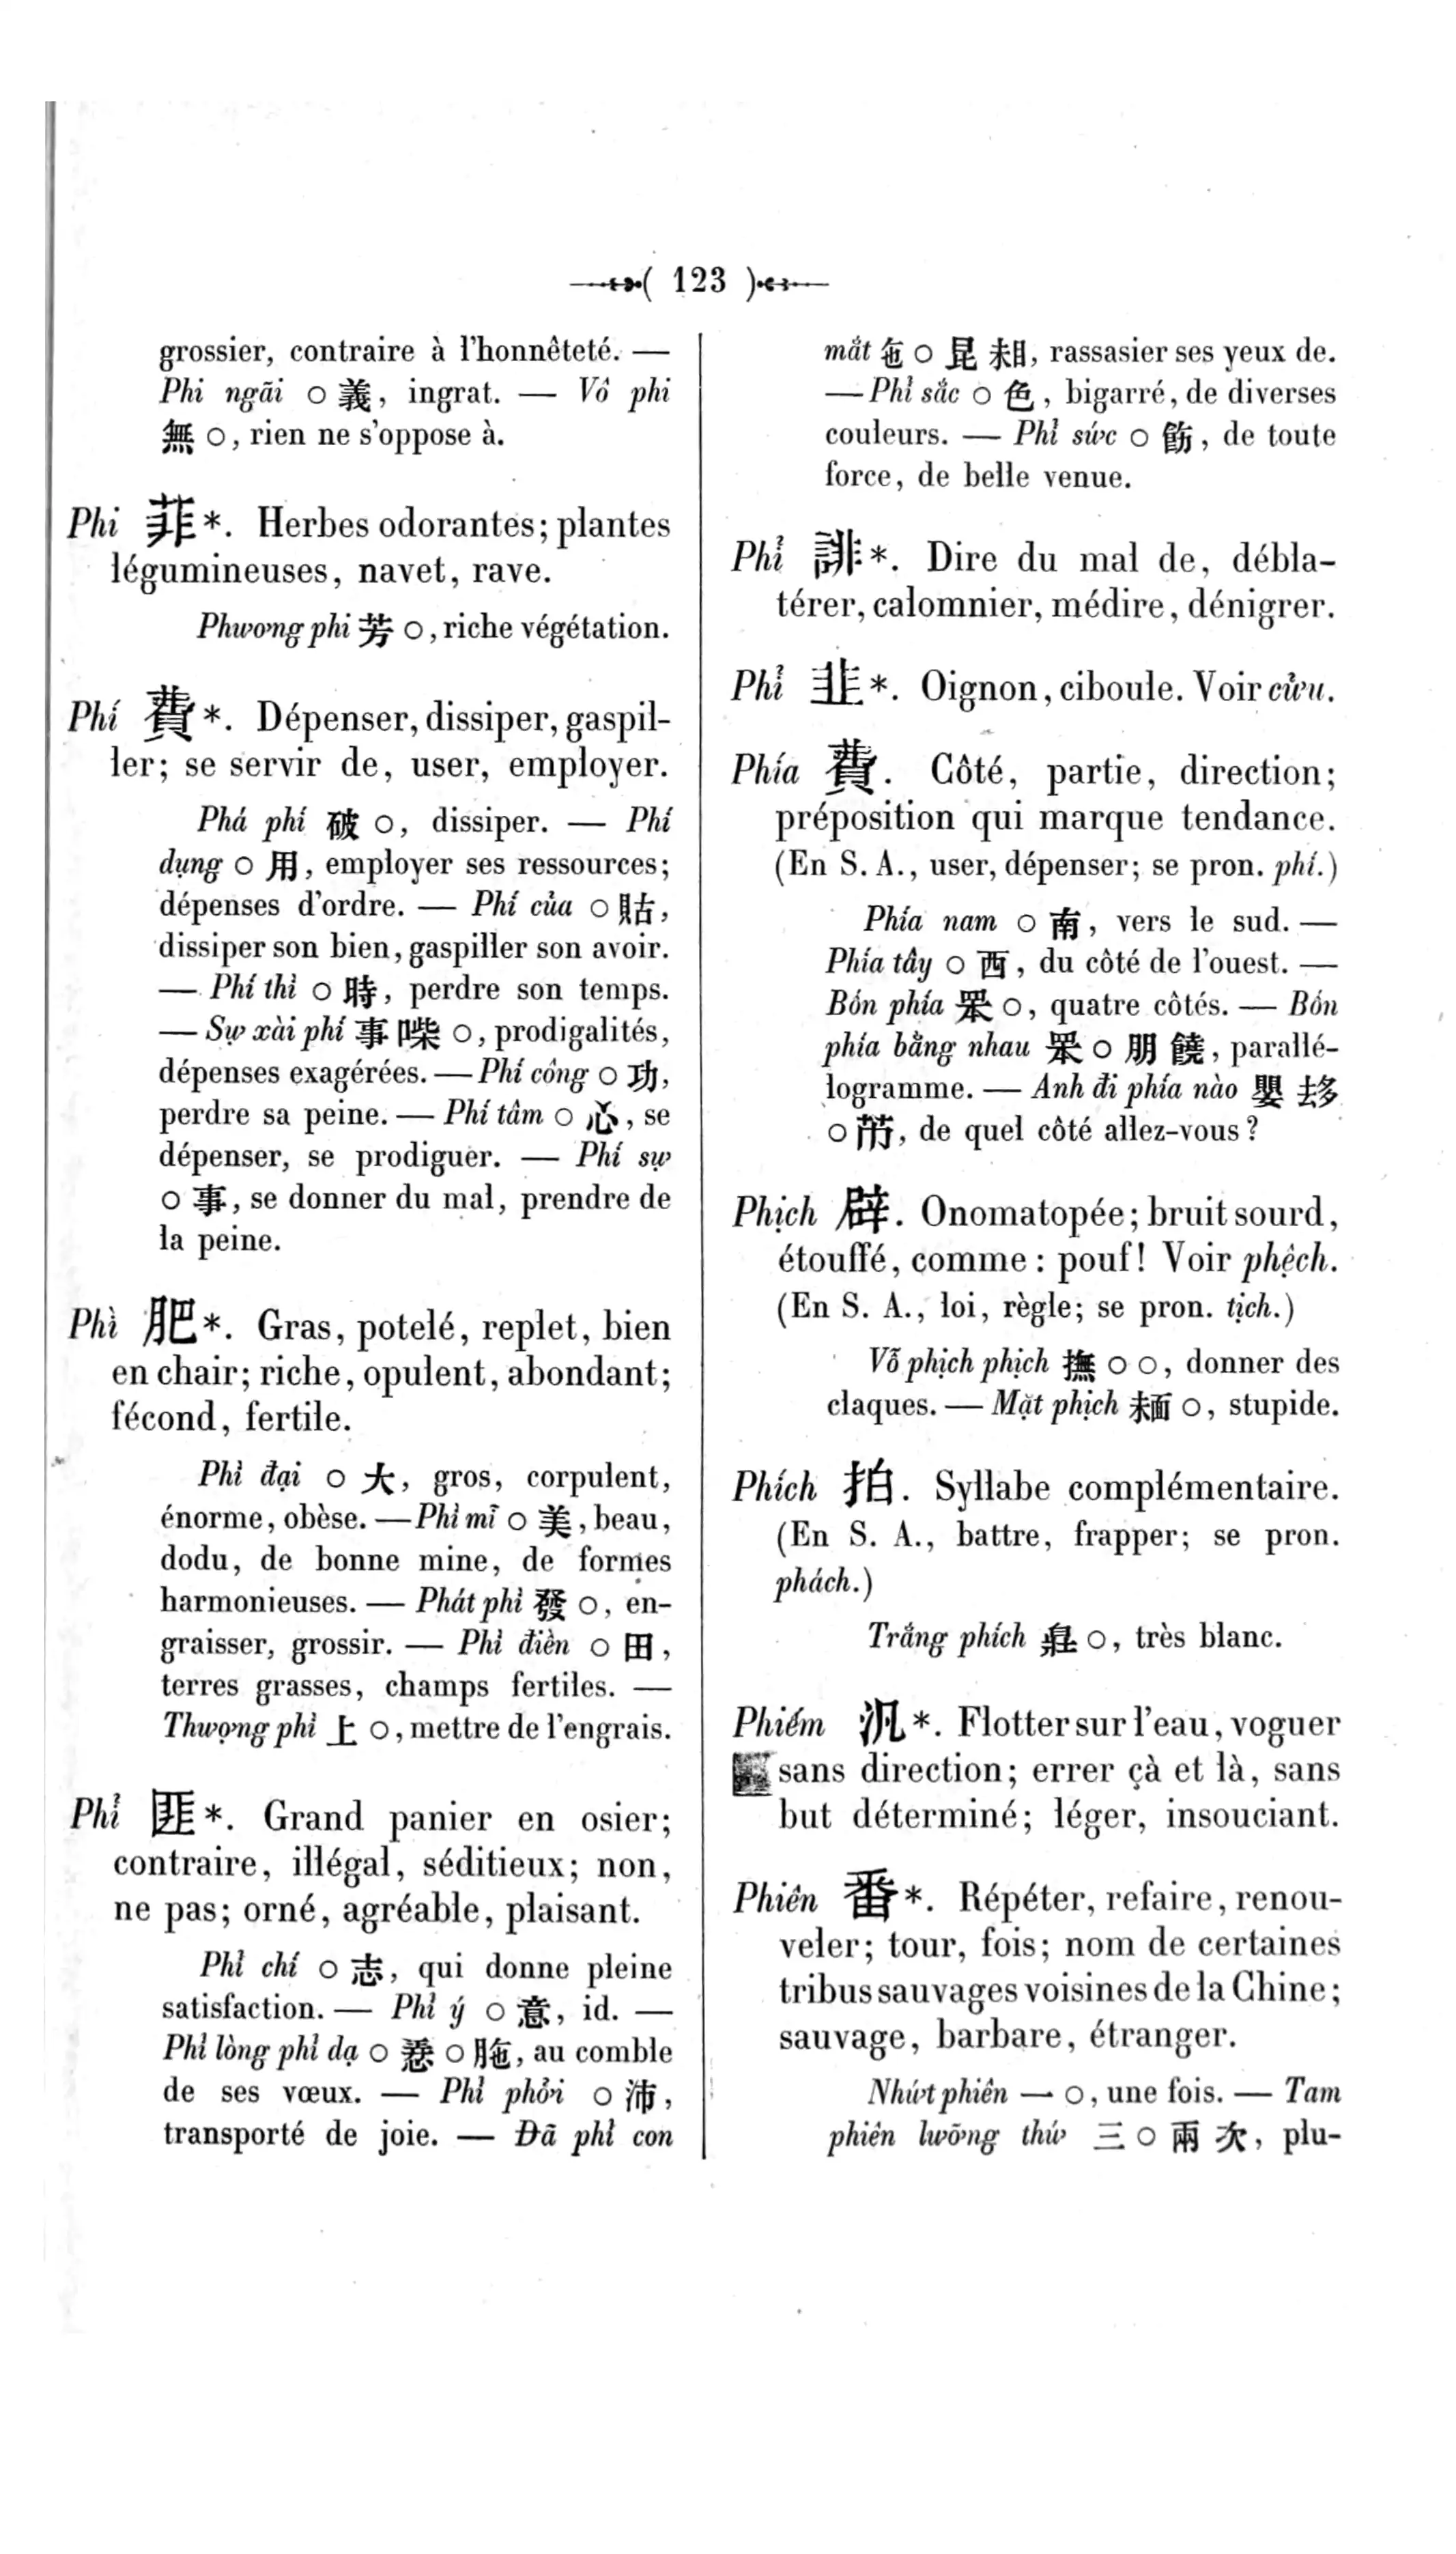 ( 123 )
grossier, contraire à l'honnêteté. —
Phi ngãi ○ 義, ingrat. — Vô phi
無 ○, rien ne s'oppose à.
Phi 菲*. Herbes odorantes; plantes
légumineuses, navet, rave.
Phương phi 芳 ○, riche végétation.
Phí 費*. Dépenser, dissiper, gaspil-
ler; se servir de, user, employer.
Phá phí 破 ○, dissiper. — Phí
dụng ○ 用, employer ses ressources;
dépenses d'ordre. — Phí của ○ 貼,
dissiper son bien, gaspiller son avoir.
— Phí thì ○ 時, perdre son temps.
— Sự xài phí 事 㗶 ○, prodigalités,
dépenses exagérées. — Phí công ○ 功,
perdre sa peine. — Phí tâm ○ 心, se
dépenser, se prodiguer. — Phí sự
○ 事, se donner du mal, prendre de
la peine.
Phì 肥*. Gras, potelé, replet, bien
en chair; riche, opulent, abondant;
fécond, fertile.
Phì đại ○ 大, gros, corpulent,
énorme, obèse. — Phì mĩ ○ 美, beau,
dodu, de bonne mine, de formes
harmonieuses. — Phát phì 發 ○, en-
graisser, grossir. — Phì điền ○ 田,
terres grasses, champs fertiles. —
Thượng phì 上 ○, mettre de l'engrais.
Phỉ 匪*. Grand panier en osier;
contraire, illégal, séditieux; non,
ne pas; orné, agréable, plaisant.
Phỉ chí ○ 志, qui donne pleine
satisfaction. — Phỉ ý ○ 意, id. —
Phỉ lòng phỉ dạ ○ ○, au comble
de ses vœux. — Phỉ phởi ○ 沛,
transporté de joie. — Đã phỉ con
mắt ○ 昆 眜, rassasier ses yeux de.
— Phỉ sắc ○ 色, bigarré, de diverses
couleurs. — Phỉ sức ○ 飭, de toute
force, de belle venue.
Phỉ 誹*. Dire du mal de, débla-
térer, calomnier, médire, dénigrer.
Phỉ 韭*. Oignon, ciboule. Voir cửu.
Phía 費. Côté, partie, direction;
préposition qui marque tendance.
(En S. A., user, dépenser; se pron. phí.)
Phía nam ○ 南, vers le sud. —
Phía tây ○ 西, du côté de l'ouest. —
Bốn phía ○, quatre côtés. — Bốn
phía bằng nhau ○ 朋 饒, parallé-
logramme. — Anh đi phía nào 嬰
○, de quel côté allez-vous?
Phịch 辟. Onomatopée; bruit sourd,
étouffé, comme: pouf! Voir phệch.
(En S. A., loi, règle; se pron. tịch.)
Vỗ phịch phịch 撫 ○ ○, donner des
claques. — Mặt phịch ○, stupide.
Phích 拍. Syllabe complémentaire.
(En S. A., battre, frapper; se pron.
phách.)
Trắng phích ○, très blanc.
Phiếm 汎*. Flotter sur l'eau, voguer
sans direction; errer çà et là, sans
but déterminé; léger, insouciant.
Phiên 番*. Répéter, refaire, renou-
veler; tour, fois; nom de certaines
tribus sauvages voisines de la Chine;
sauvage, barbare, étranger.
Nhứt phiên 一 ○, une fois. — Tam
phiên lưỡng thứ 三 ○ 兩 次, plu-